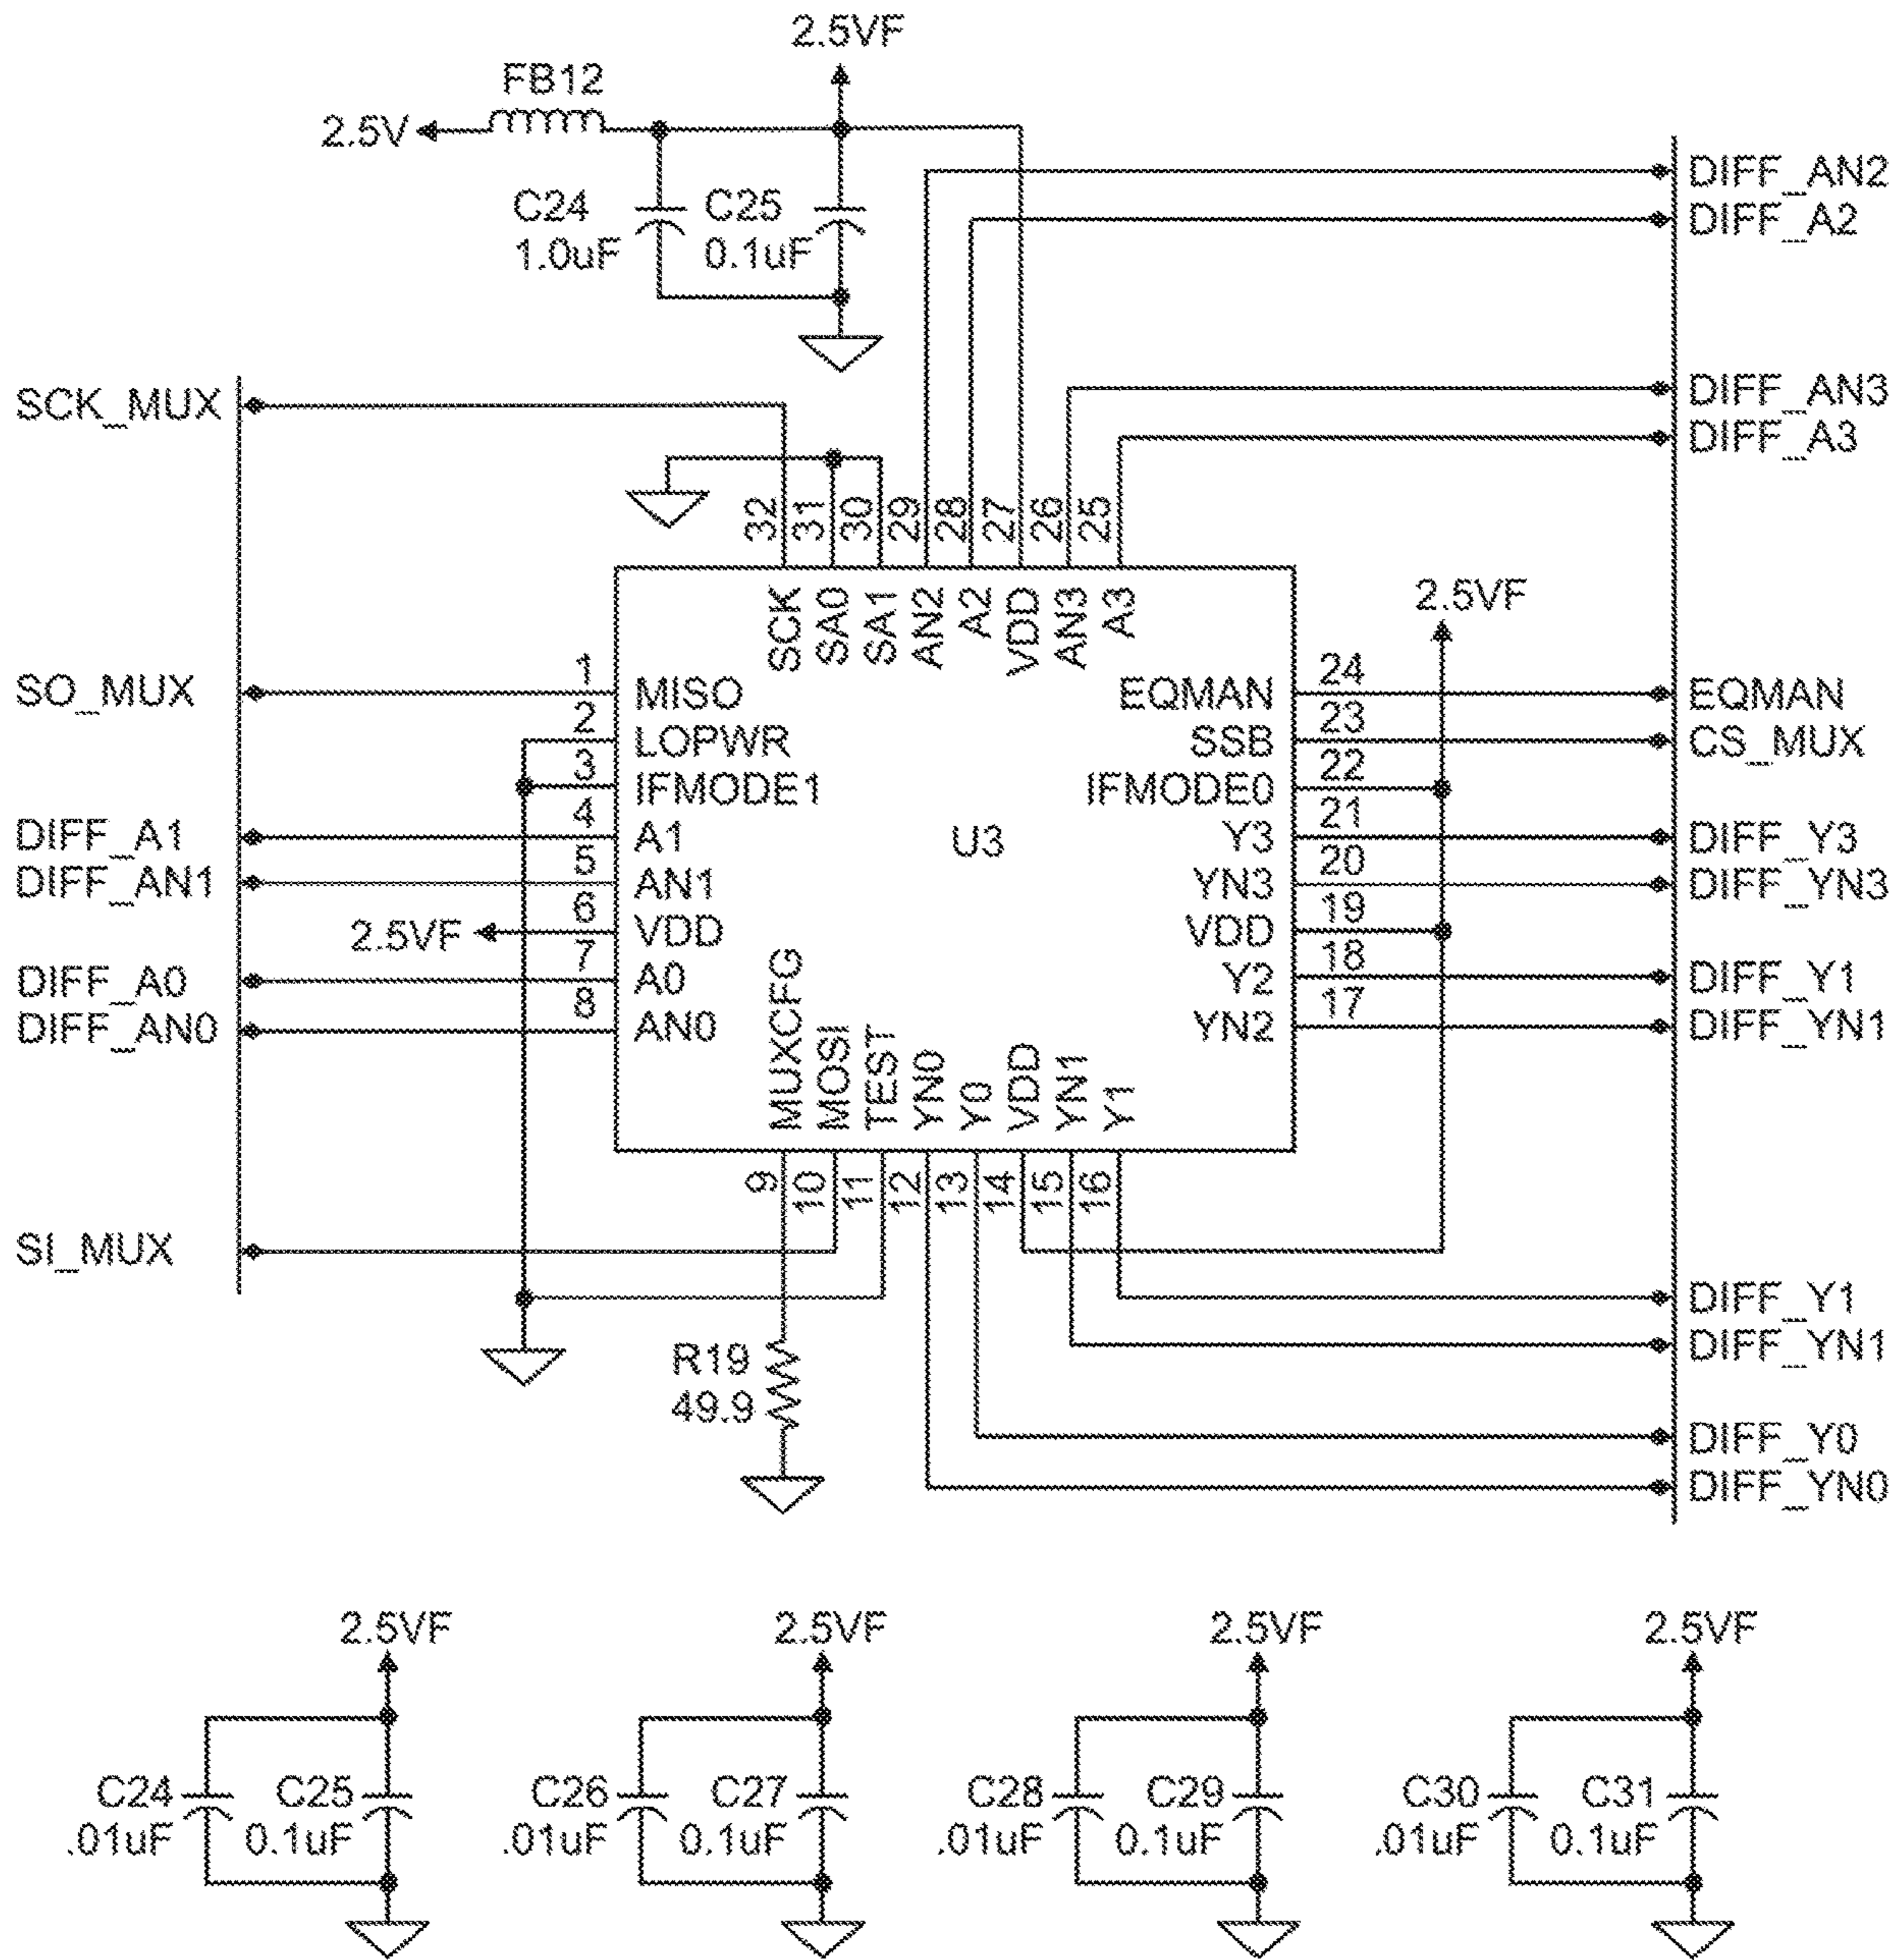 2.5VF
FB12
2.5V
C24
1.0uF
C25
0.1uF
DIFF_AN2
DIFF_A2
SCK_MUX
DIFF_AN3
DIFF_A3
32 31 30 29 28 27 26 25
SCK SA0 SA1 AN2 A2 VDD AN3 A3
2.5VF
SO_MUX 1 MISO
2 LOPWR
3 IFMODE1
DIFF_A1 4 A1
DIFF_AN1 5 AN1
2.5VF 6 VDD
DIFF_A0 7 A0
DIFF_AN0 8 AN0
U3
EQMAN 24 EQMAN
SSB 23 CS_MUX
IFMODE0 22
Y3 21 DIFF_Y3
YN3 20 DIFF_YN3
VDD 19
Y2 18 DIFF_Y1
YN2 17 DIFF_YN1
MUXCFG MOSI TEST YN0 Y0 VDD YN1 Y1
9 10 11 12 13 14 15 16
SI_MUX
DIFF_Y1
DIFF_YN1
R19
49.9
DIFF_Y0
DIFF_YN0
2.5VF
C24
.01uF
C25
0.1uF
2.5VF
C26
.01uF
C27
0.1uF
2.5VF
C28
.01uF
C29
0.1uF
2.5VF
C30
.01uF
C31
0.1uF